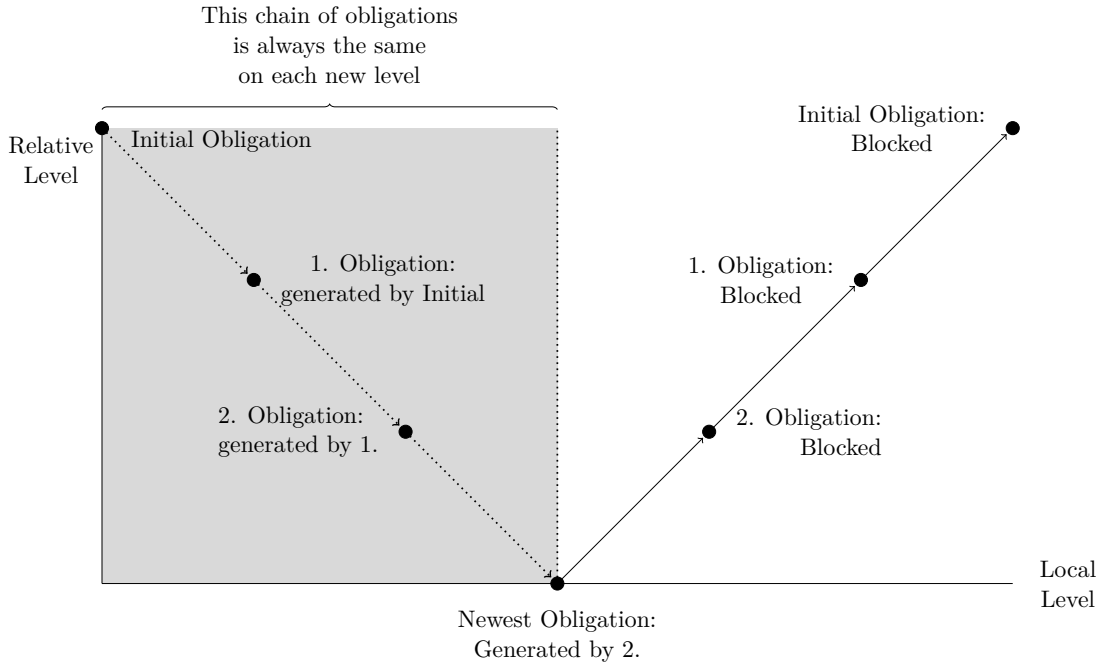 This chain of obligations
is always the same
on each new level
Relative
Level
Initial Obligation
Initial Obligation:
Blocked
1. Obligation:
generated by Initial
1. Obligation:
Blocked
2. Obligation:
generated by 1.
2. Obligation:
Blocked
Local
Level
Newest Obligation:
Generated by 2.